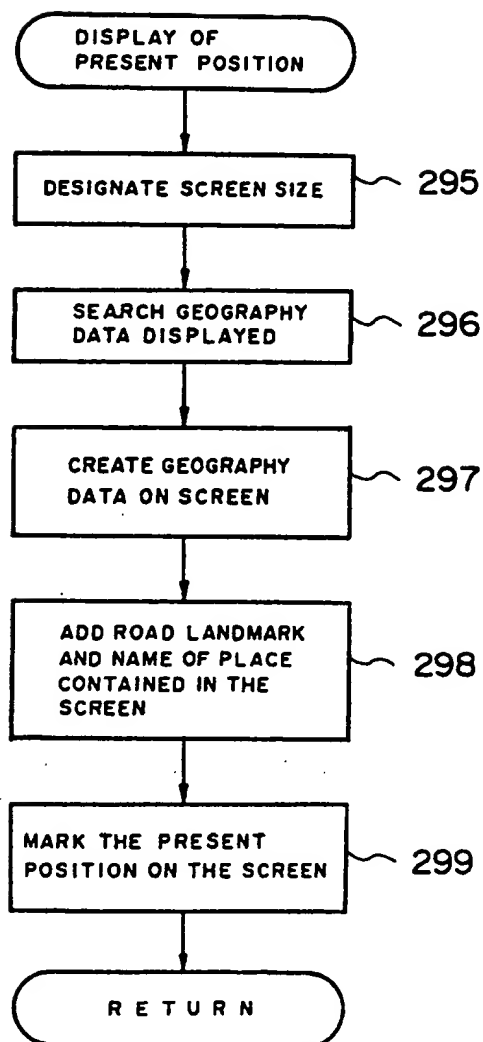 DISPLAY OF
PRESENT POSITION
DESIGNATE SCREEN SIZE
295
SEARCH GEOGRAPHY
DATA DISPLAYED
296
CREATE GEOGRAPHY
DATA ON SCREEN
297
ADD ROAD LANDMARK
AND NAME OF PLACE
CONTAINED IN THE
SCREEN
298
MARK THE PRESENT
POSITION ON THE SCREEN
299
RETURN